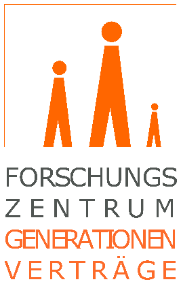 FORSCHUNGS
ZENTRUM
GENERATIONEN
VERTRÄGE